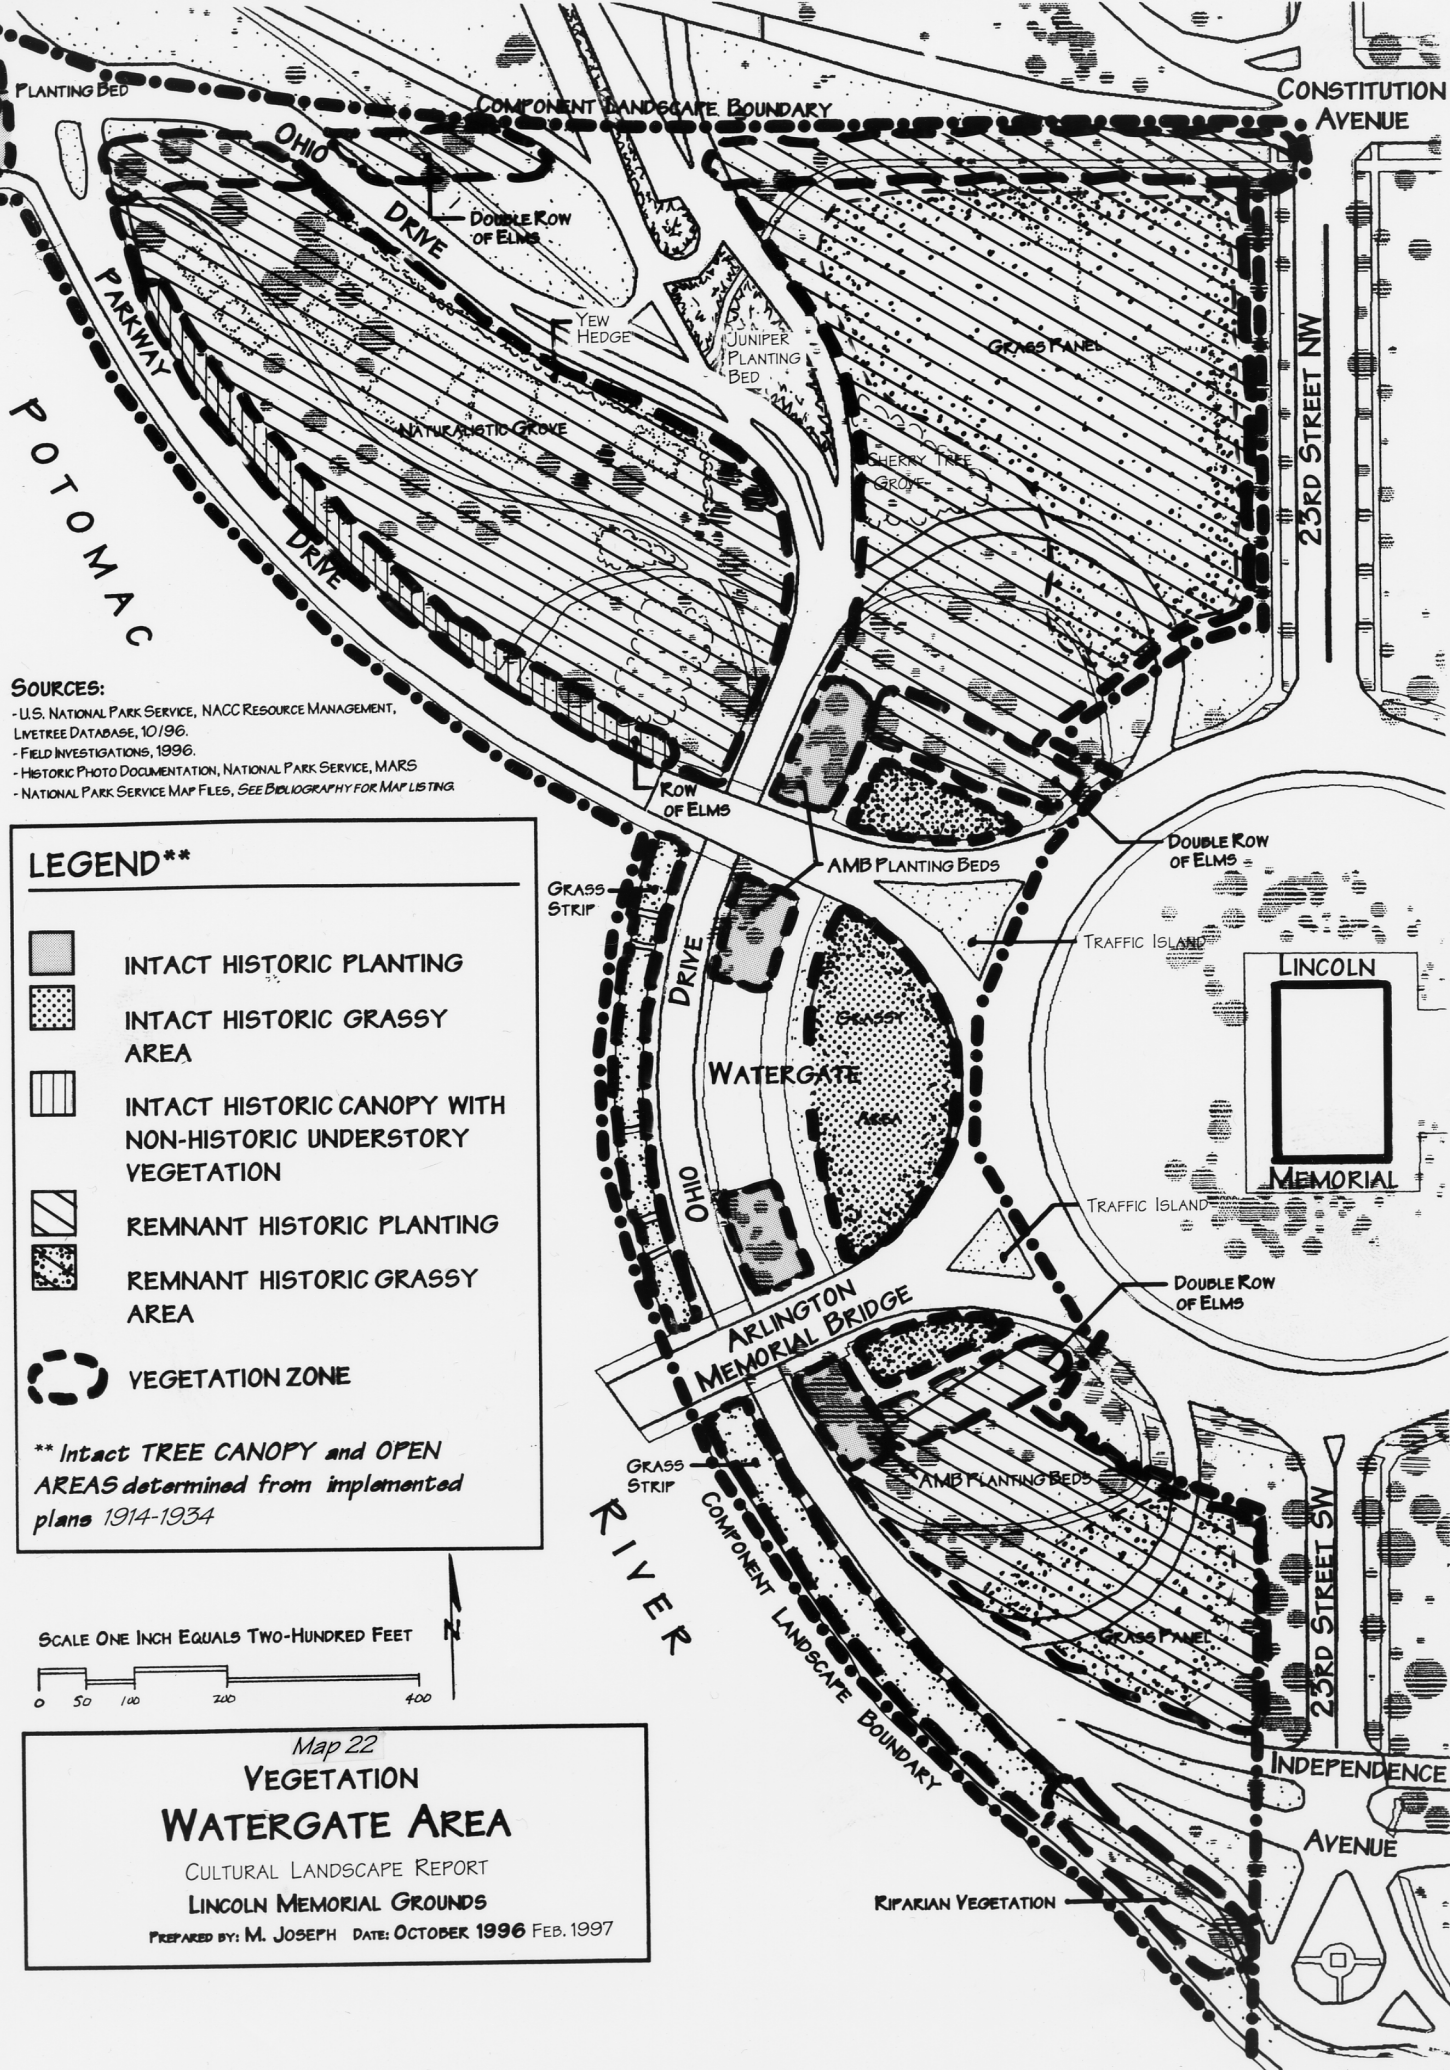 CONSTITUTION
AVENUE
PLANTING BED
COMPONENT LANDSCAPE BOUNDARY
OHIO
DRIVE
DOUBLE ROW
OF ELMS
PARKWAY
DRIVE
YEW
HEDGE
JUNIPER
PLANTING
BED
GRASS PANEL
23RD STREET NW
NATURALISTIC GROVE
CHERRY TREE
GROVE
POTOMAC
SOURCES:
- U.S. NATIONAL PARK SERVICE, NACC RESOURCE MANAGEMENT,
LIVETREE DATABASE, 10/96.
- FIELD INVESTIGATIONS, 1996.
- HISTORIC PHOTO DOCUMENTATION, NATIONAL PARK SERVICE, MARS
- NATIONAL PARK SERVICE MAP FILES, SEE BIBLIOGRAPHY FOR MAP LISTING.
ROW
OF ELMS
DOUBLE ROW
OF ELMS
AMB PLANTING BEDS
GRASS
STRIP
TRAFFIC ISLAND
LINCOLN
MEMORIAL
DRIVE
OHIO
GRASSY
AREA
WATERGATE
TRAFFIC ISLAND
DOUBLE ROW
OF ELMS
ARLINGTON
MEMORIAL BRIDGE
AMB PLANTING BEDS
GRASS
STRIP
COMPONENT LANDSCAPE BOUNDARY
RIVER
GRASS PANEL
23RD STREET SW
INDEPENDENCE
AVENUE
RIPARIAN VEGETATION
LEGEND**
INTACT HISTORIC PLANTING
INTACT HISTORIC GRASSY
AREA
INTACT HISTORIC CANOPY WITH
NON-HISTORIC UNDERSTORY
VEGETATION
REMNANT HISTORIC PLANTING
REMNANT HISTORIC GRASSY
AREA
VEGETATION ZONE
** Intact TREE CANOPY and OPEN
AREAS determined from implemented
plans 1914-1934
SCALE ONE INCH EQUALS TWO-HUNDRED FEET
N
0 50 100 200 400
Map 22
VEGETATION
WATERGATE AREA
CULTURAL LANDSCAPE REPORT
LINCOLN MEMORIAL GROUNDS
PREPARED BY: M. JOSEPH DATE: OCTOBER 1996 FEB. 1997